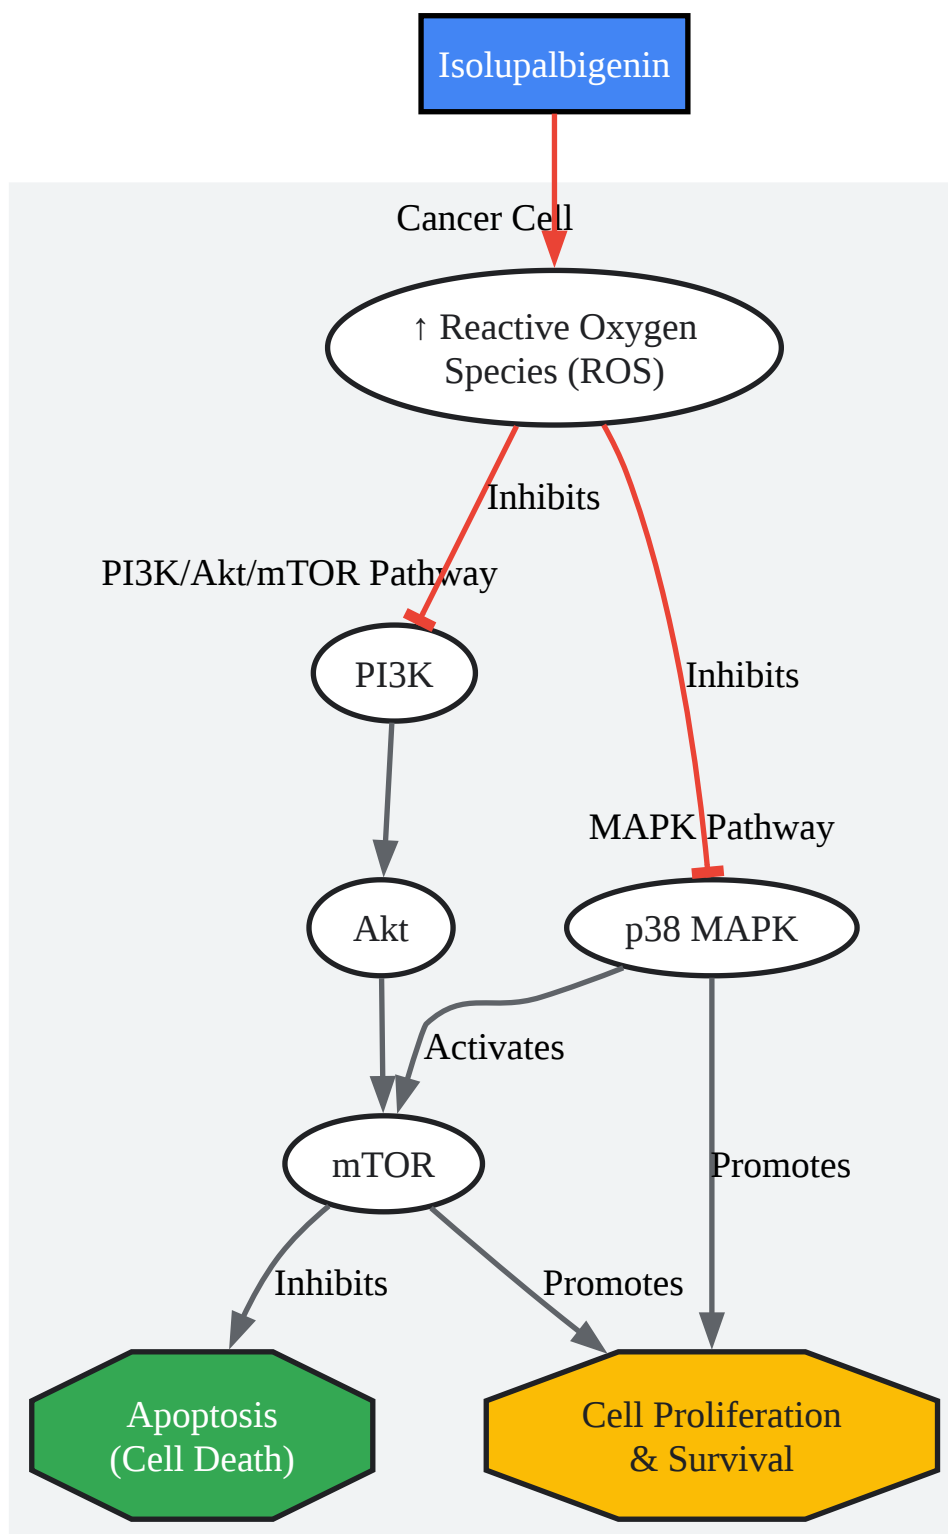 Isolupalbigenin
Cancer Cell
↑ Reactive Oxygen
Species (ROS)
Inhibits
PI3K/Akt/mTOR Pathway
PI3K
Inhibits
MAPK Pathway
Akt
p38 MAPK
Activates
mTOR
Promotes
Inhibits
Promotes
Apoptosis
(Cell Death)
Cell Proliferation
& Survival